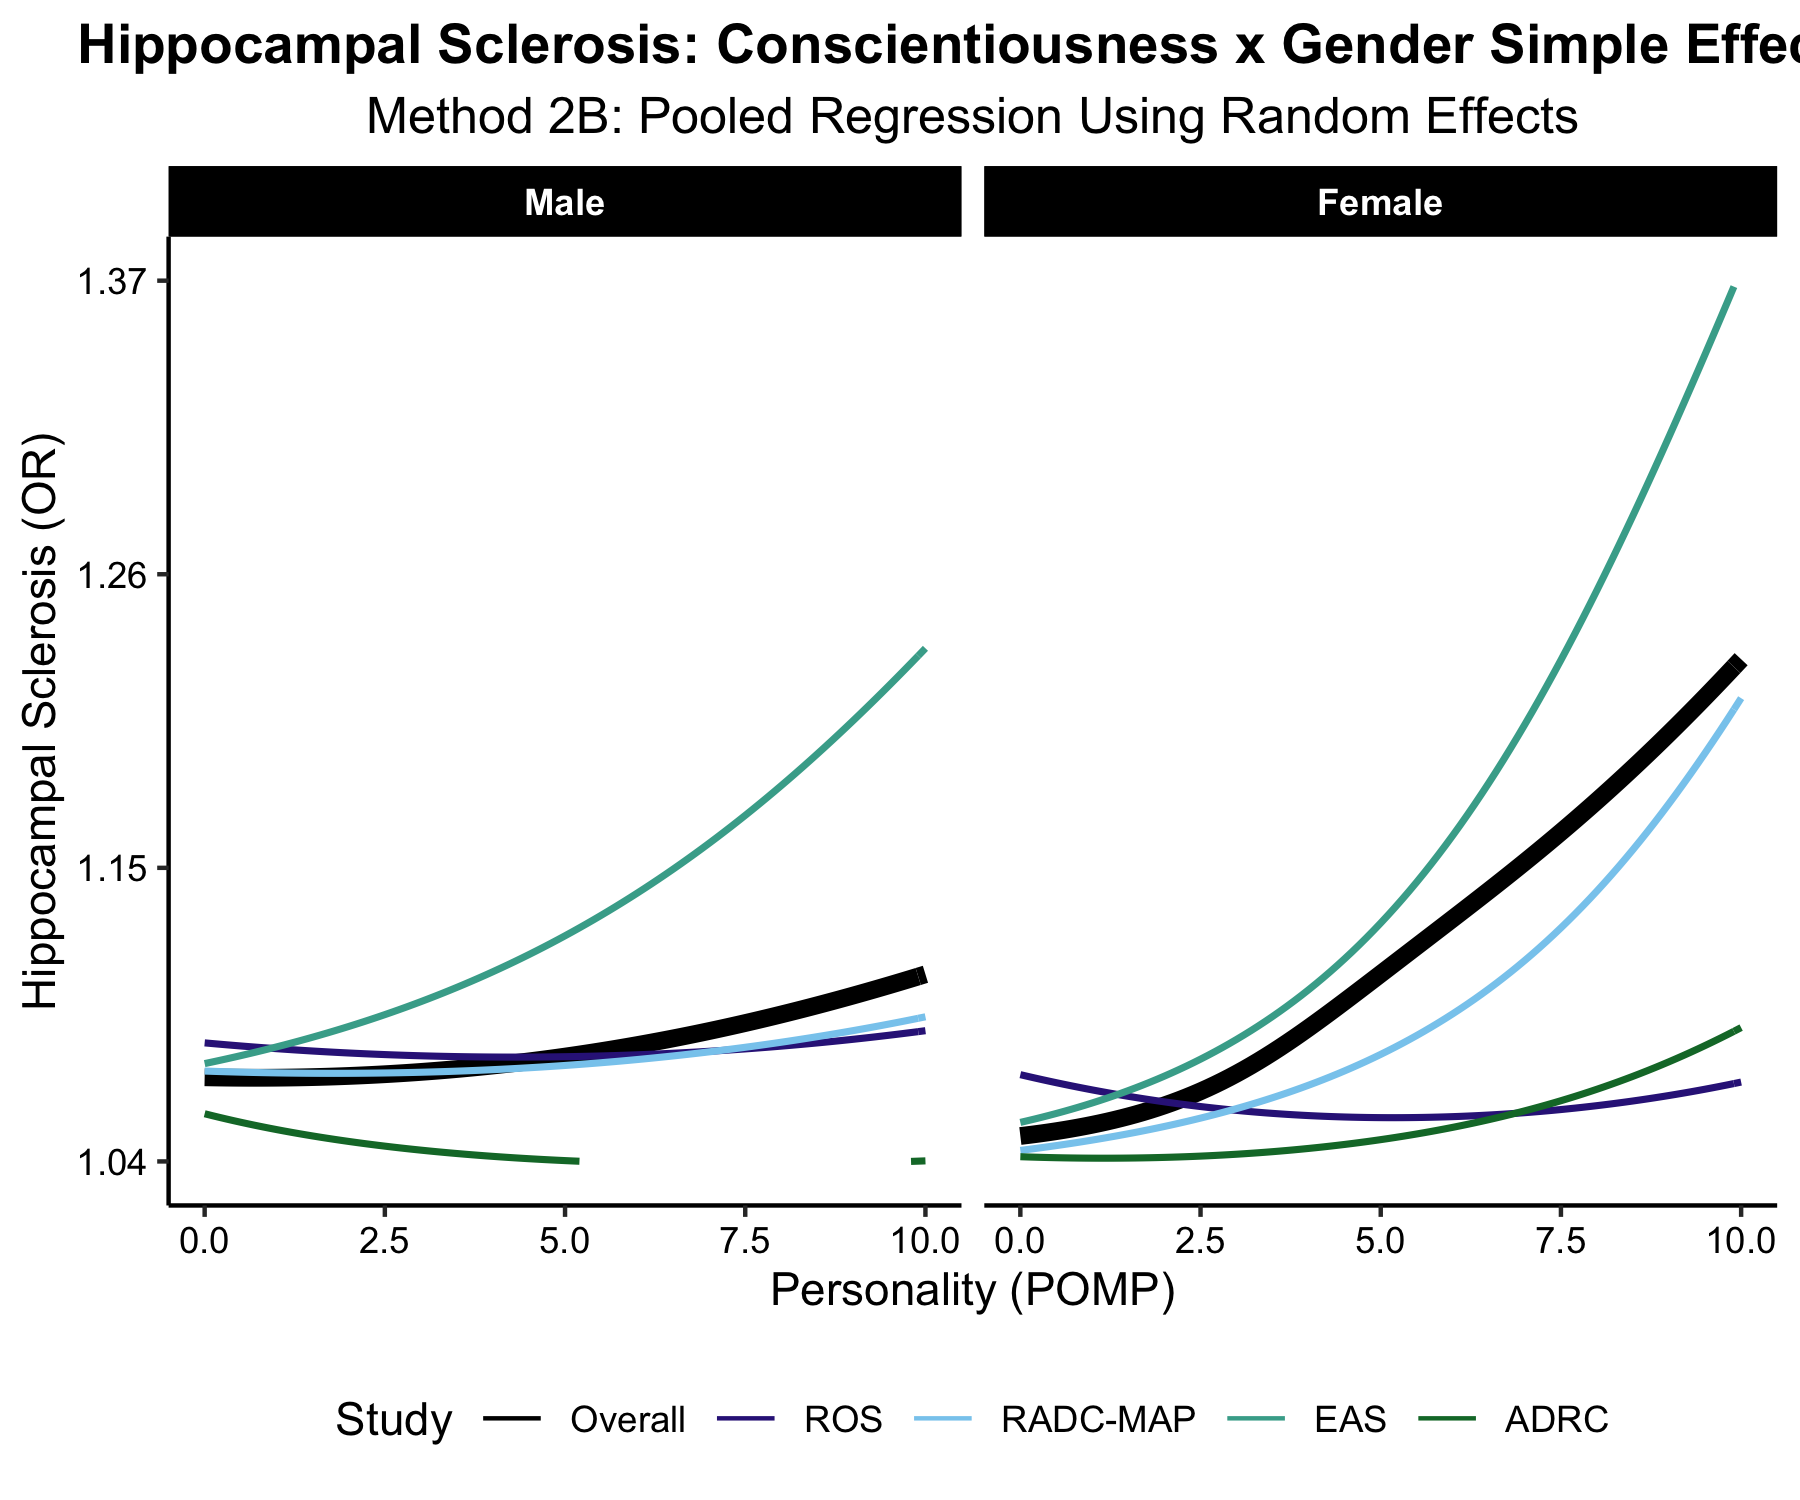 Hippocampal Sclerosis: Conscientiousness x Gender Simple Effec
Method 2B: Pooled Regression Using Random Effects
Male
Female
Hippocampal Sclerosis (OR)
1.37
1.26
1.15
1.04
0.0 2.5 5.0 7.5 10.0 0.0 2.5 5.0 7.5 10.0
Personality (POMP)
Study Overall ROS RADC-MAP EAS ADRC